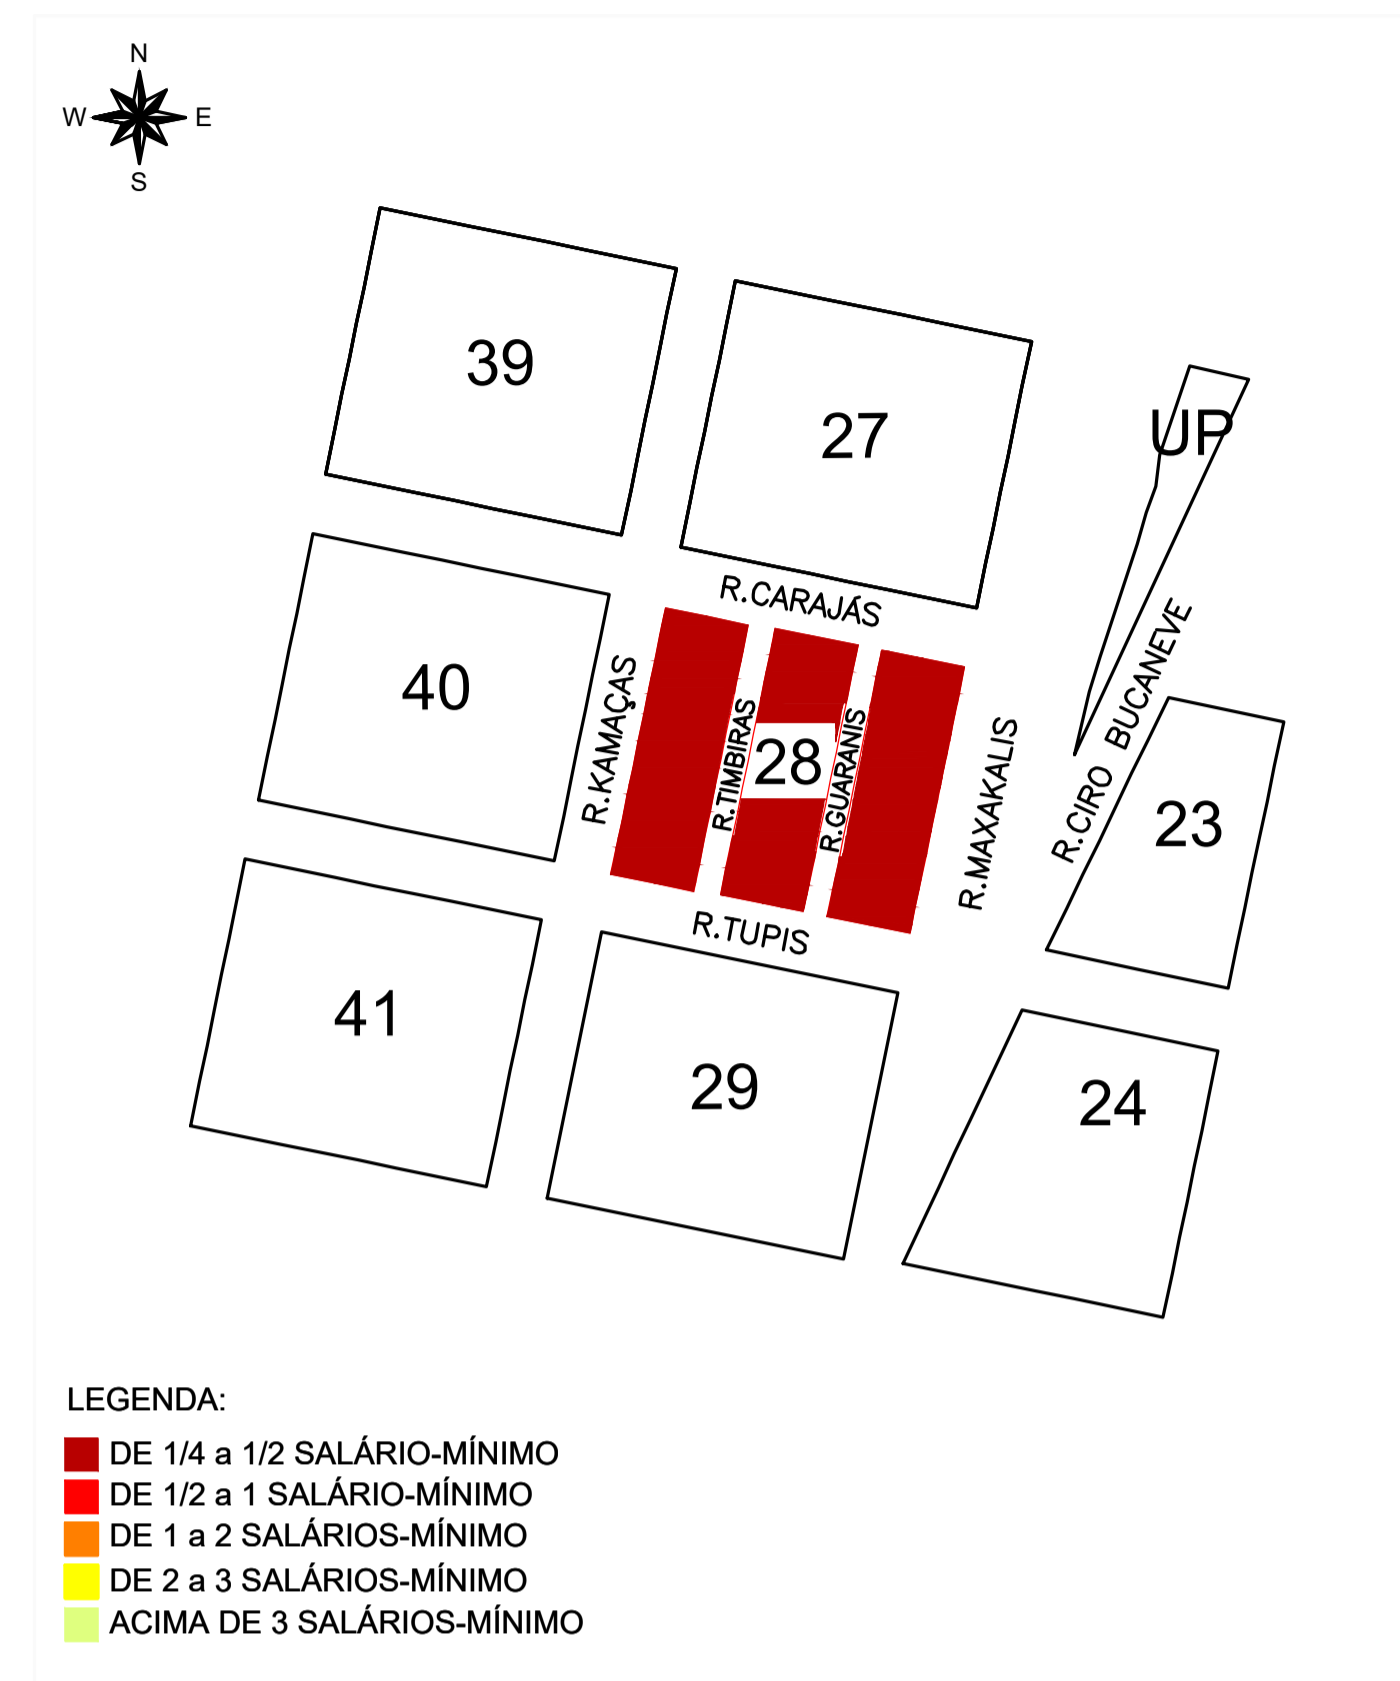 N
W E
S
39
27
UP
R.CARAJÁS
40
R.KAMAÇAS
R.TIMBIRAS
28
R.GUARANIS
R.MAXAKALIS
R.CIRO BUCANEVE
23
R.TUPIS
41
29
24
LEGENDA:
DE 1/4 a 1/2 SALÁRIO-MÍNIMO
DE 1/2 a 1 SALÁRIO-MÍNIMO
DE 1 a 2 SALÁRIOS-MÍNIMO
DE 2 a 3 SALÁRIOS-MÍNIMO
ACIMA DE 3 SALÁRIOS-MÍNIMO